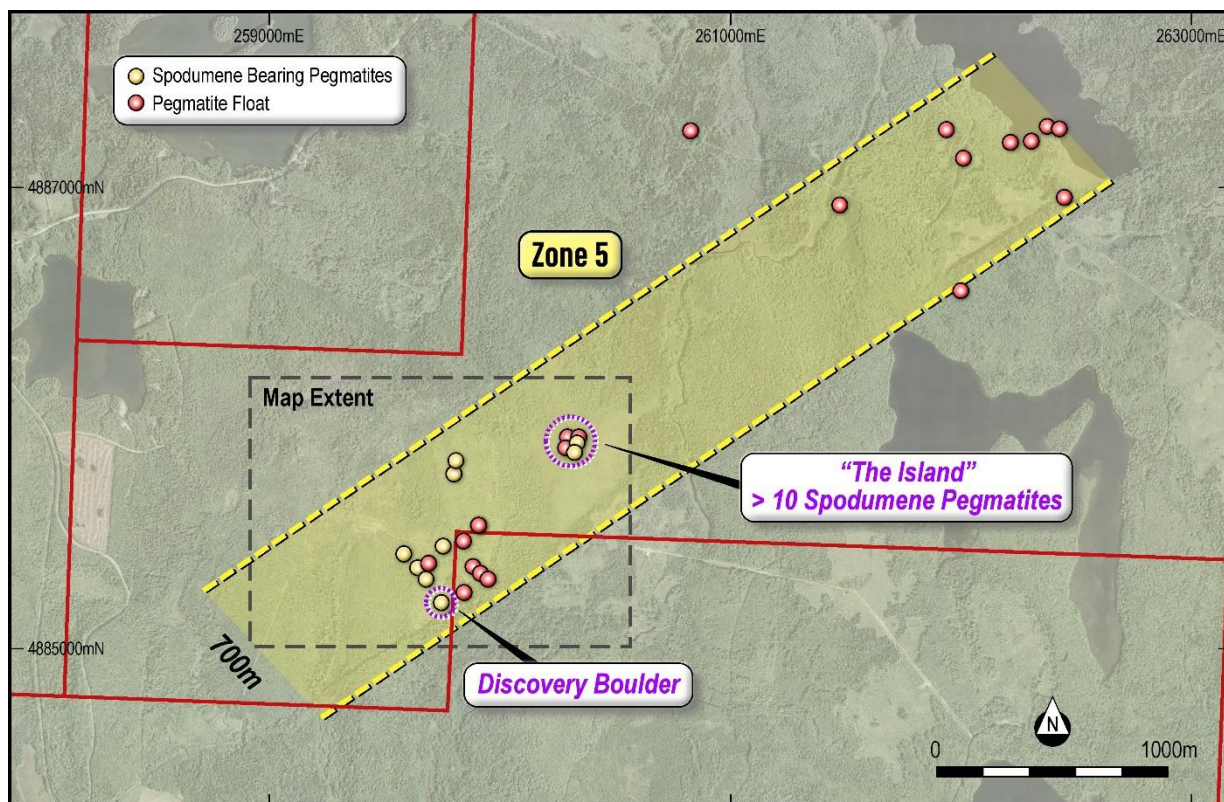 259000mE
261000mE
263000mE
Spodumene Bearing Pegmatites
Pegmatite Float
4887000mN
Zone 5
Map Extent
“The Island”
> 10 Spodumene Pegmatites
4885000mN
700m
Discovery Boulder
N
0
1000m